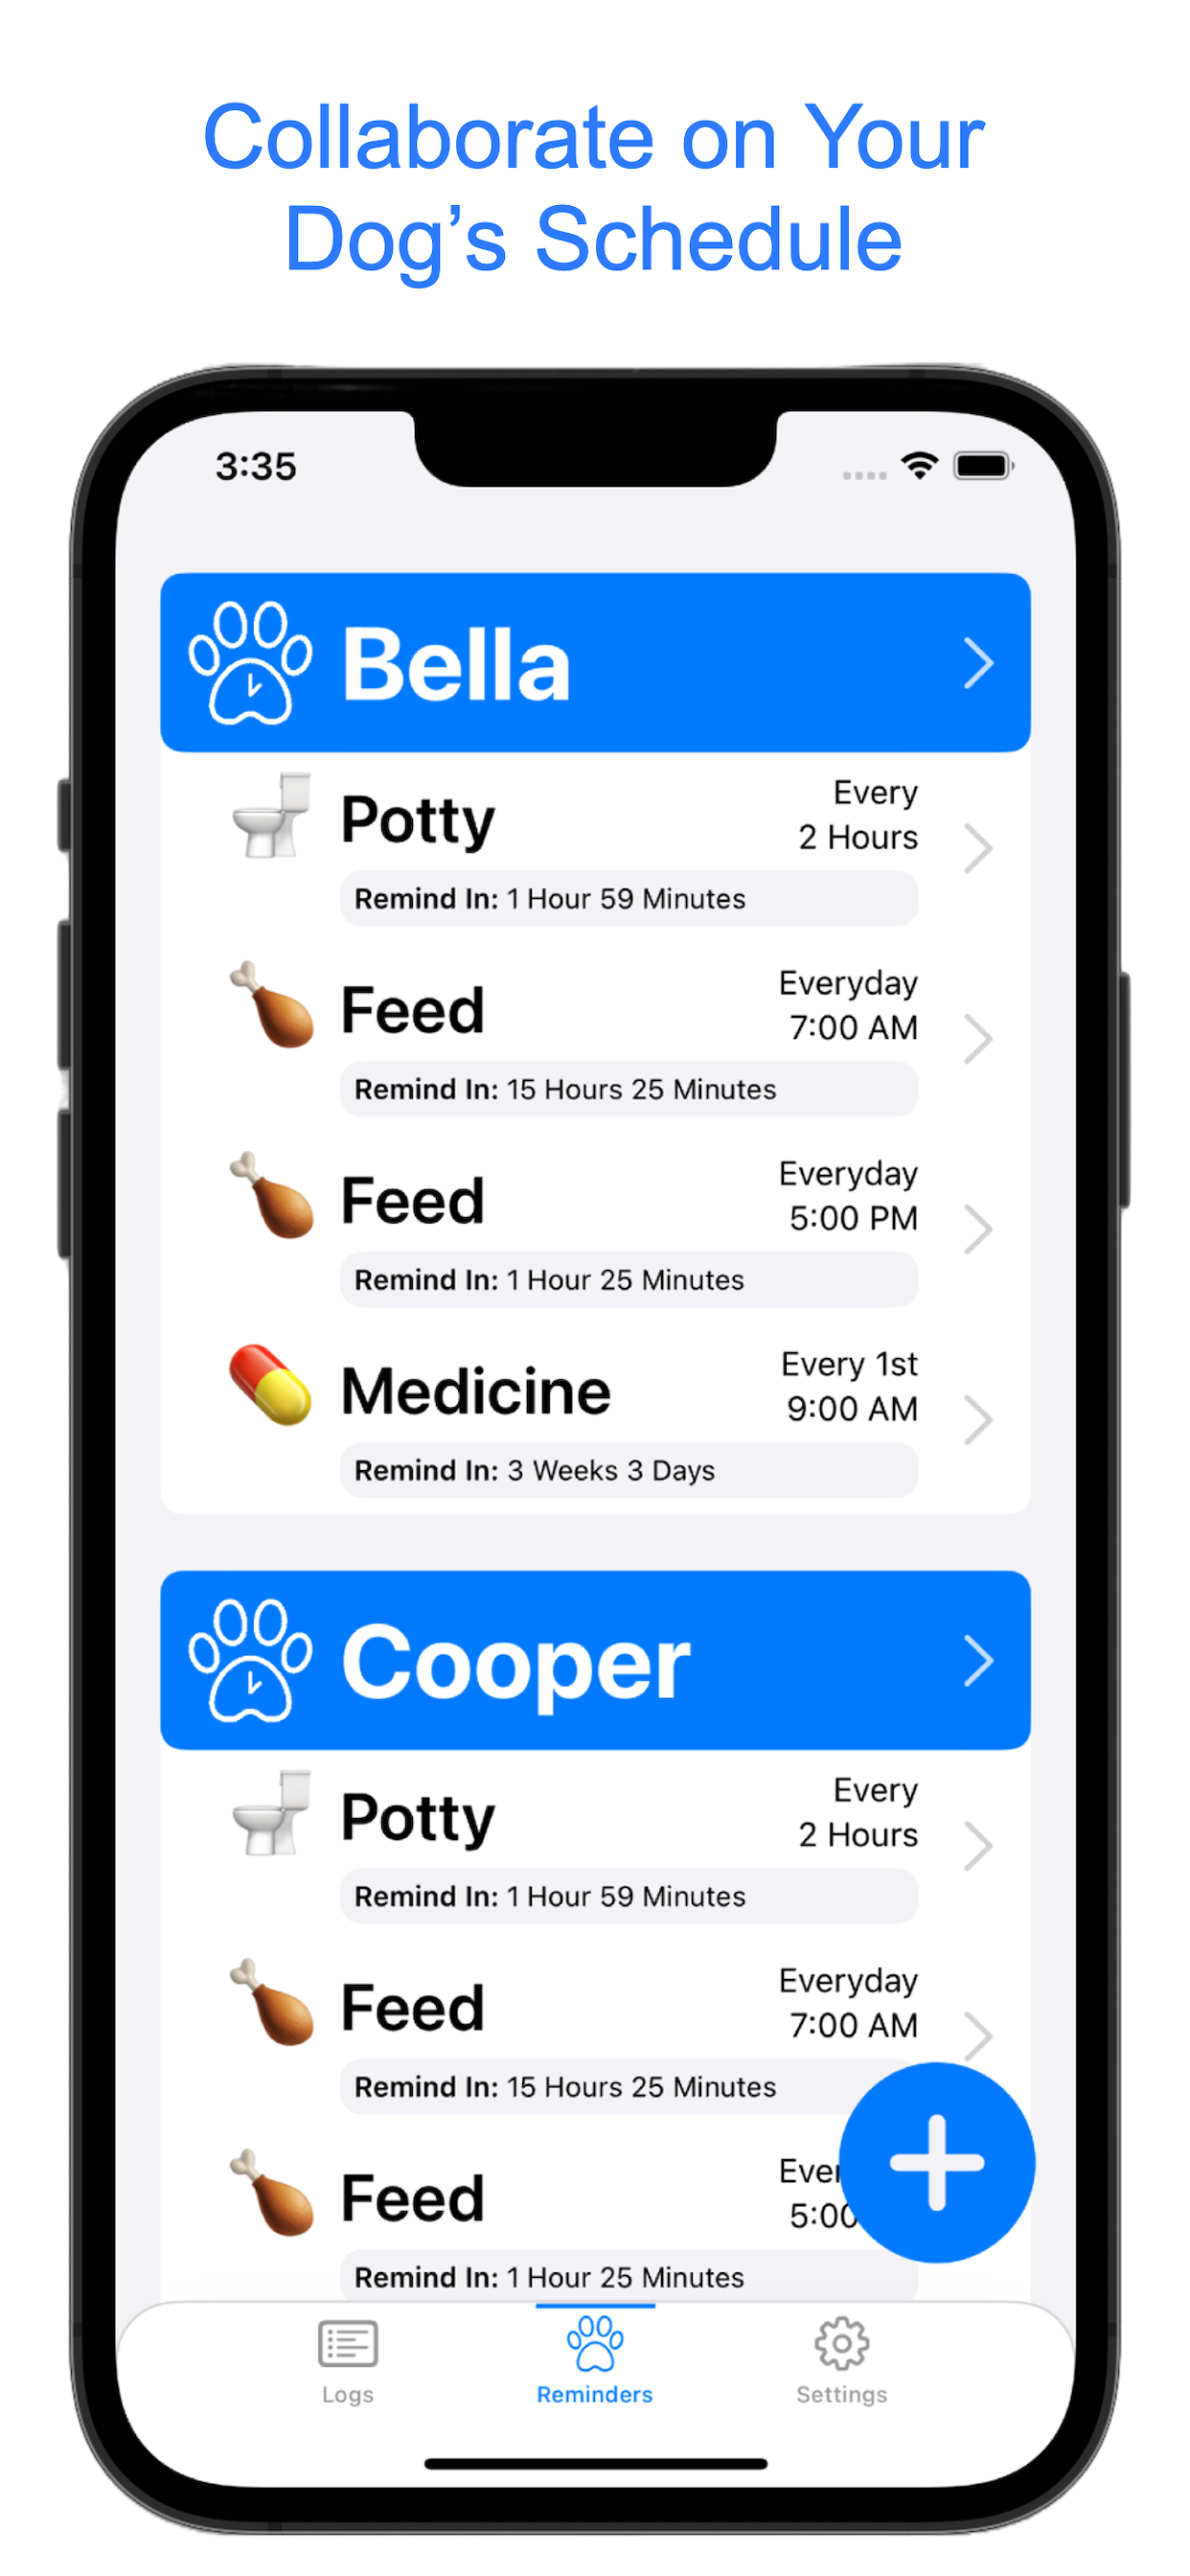 Collaborate on Your
Dog’s Schedule
3:35
Bella
Potty
Every
2 Hours
Remind In: 1 Hour 59 Minutes
Feed
Everyday
7:00 AM
Remind In: 15 Hours 25 Minutes
Feed
Everyday
5:00 PM
Remind In: 1 Hour 25 Minutes
Medicine
Every 1st
9:00 AM
Remind In: 3 Weeks 3 Days
Cooper
Potty
Every
2 Hours
Remind In: 1 Hour 59 Minutes
Feed
Everyday
7:00 AM
Remind In: 15 Hours 25 Minutes
Feed
5:00
Remind In: 1 Hour 25 Minutes
Logs
Reminders
Settings